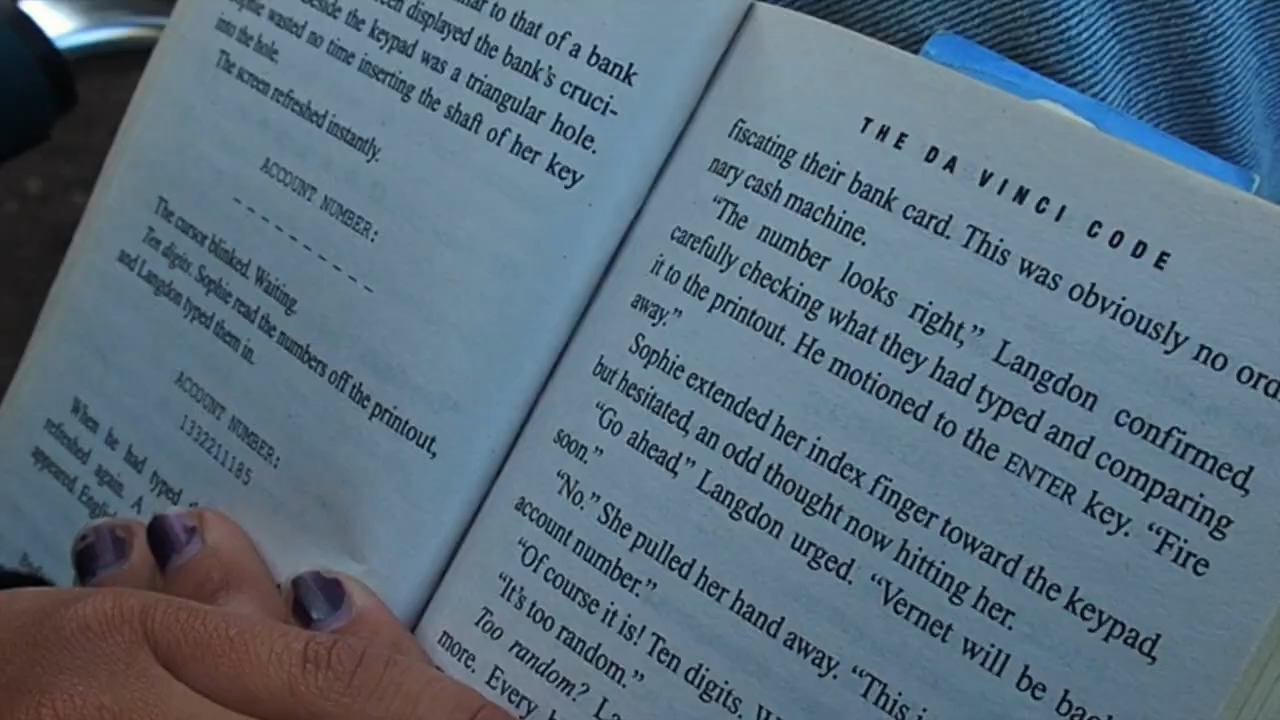 to that of a bank
displayed the bank's cruci-
beside the keypad was a triangular hole.
wasted no time inserting the shaft of her key
into the hole.
The screen refreshed instantly.
ACCOUNT NUMBER:
_ _ _ _ _ _ _ _ _ _
The cursor blinked. Waiting.
Ten digits. Sophie read the numbers off the printout,
and Langdon typed them in.
ACCOUNT NUMBER:
1332211185
When he had typed
refreshed again. A
appeared. English
THE DA VINCI CODE
fiscating their bank card. This was obviously no ordi
nary cash machine.
"The number looks right," Langdon confirmed,
carefully checking what they had typed and comparing
it to the printout. He motioned to the ENTER key. "Fire
away."
Sophie extended her index finger toward the keypad,
but hesitated, an odd thought now hitting her.
"Go ahead," Langdon urged. "Vernet will be back
soon."
"No." She pulled her hand away. "This i
account number."
"Of course it is! Ten digits.
"It's too random."
Too random? La
more. Every